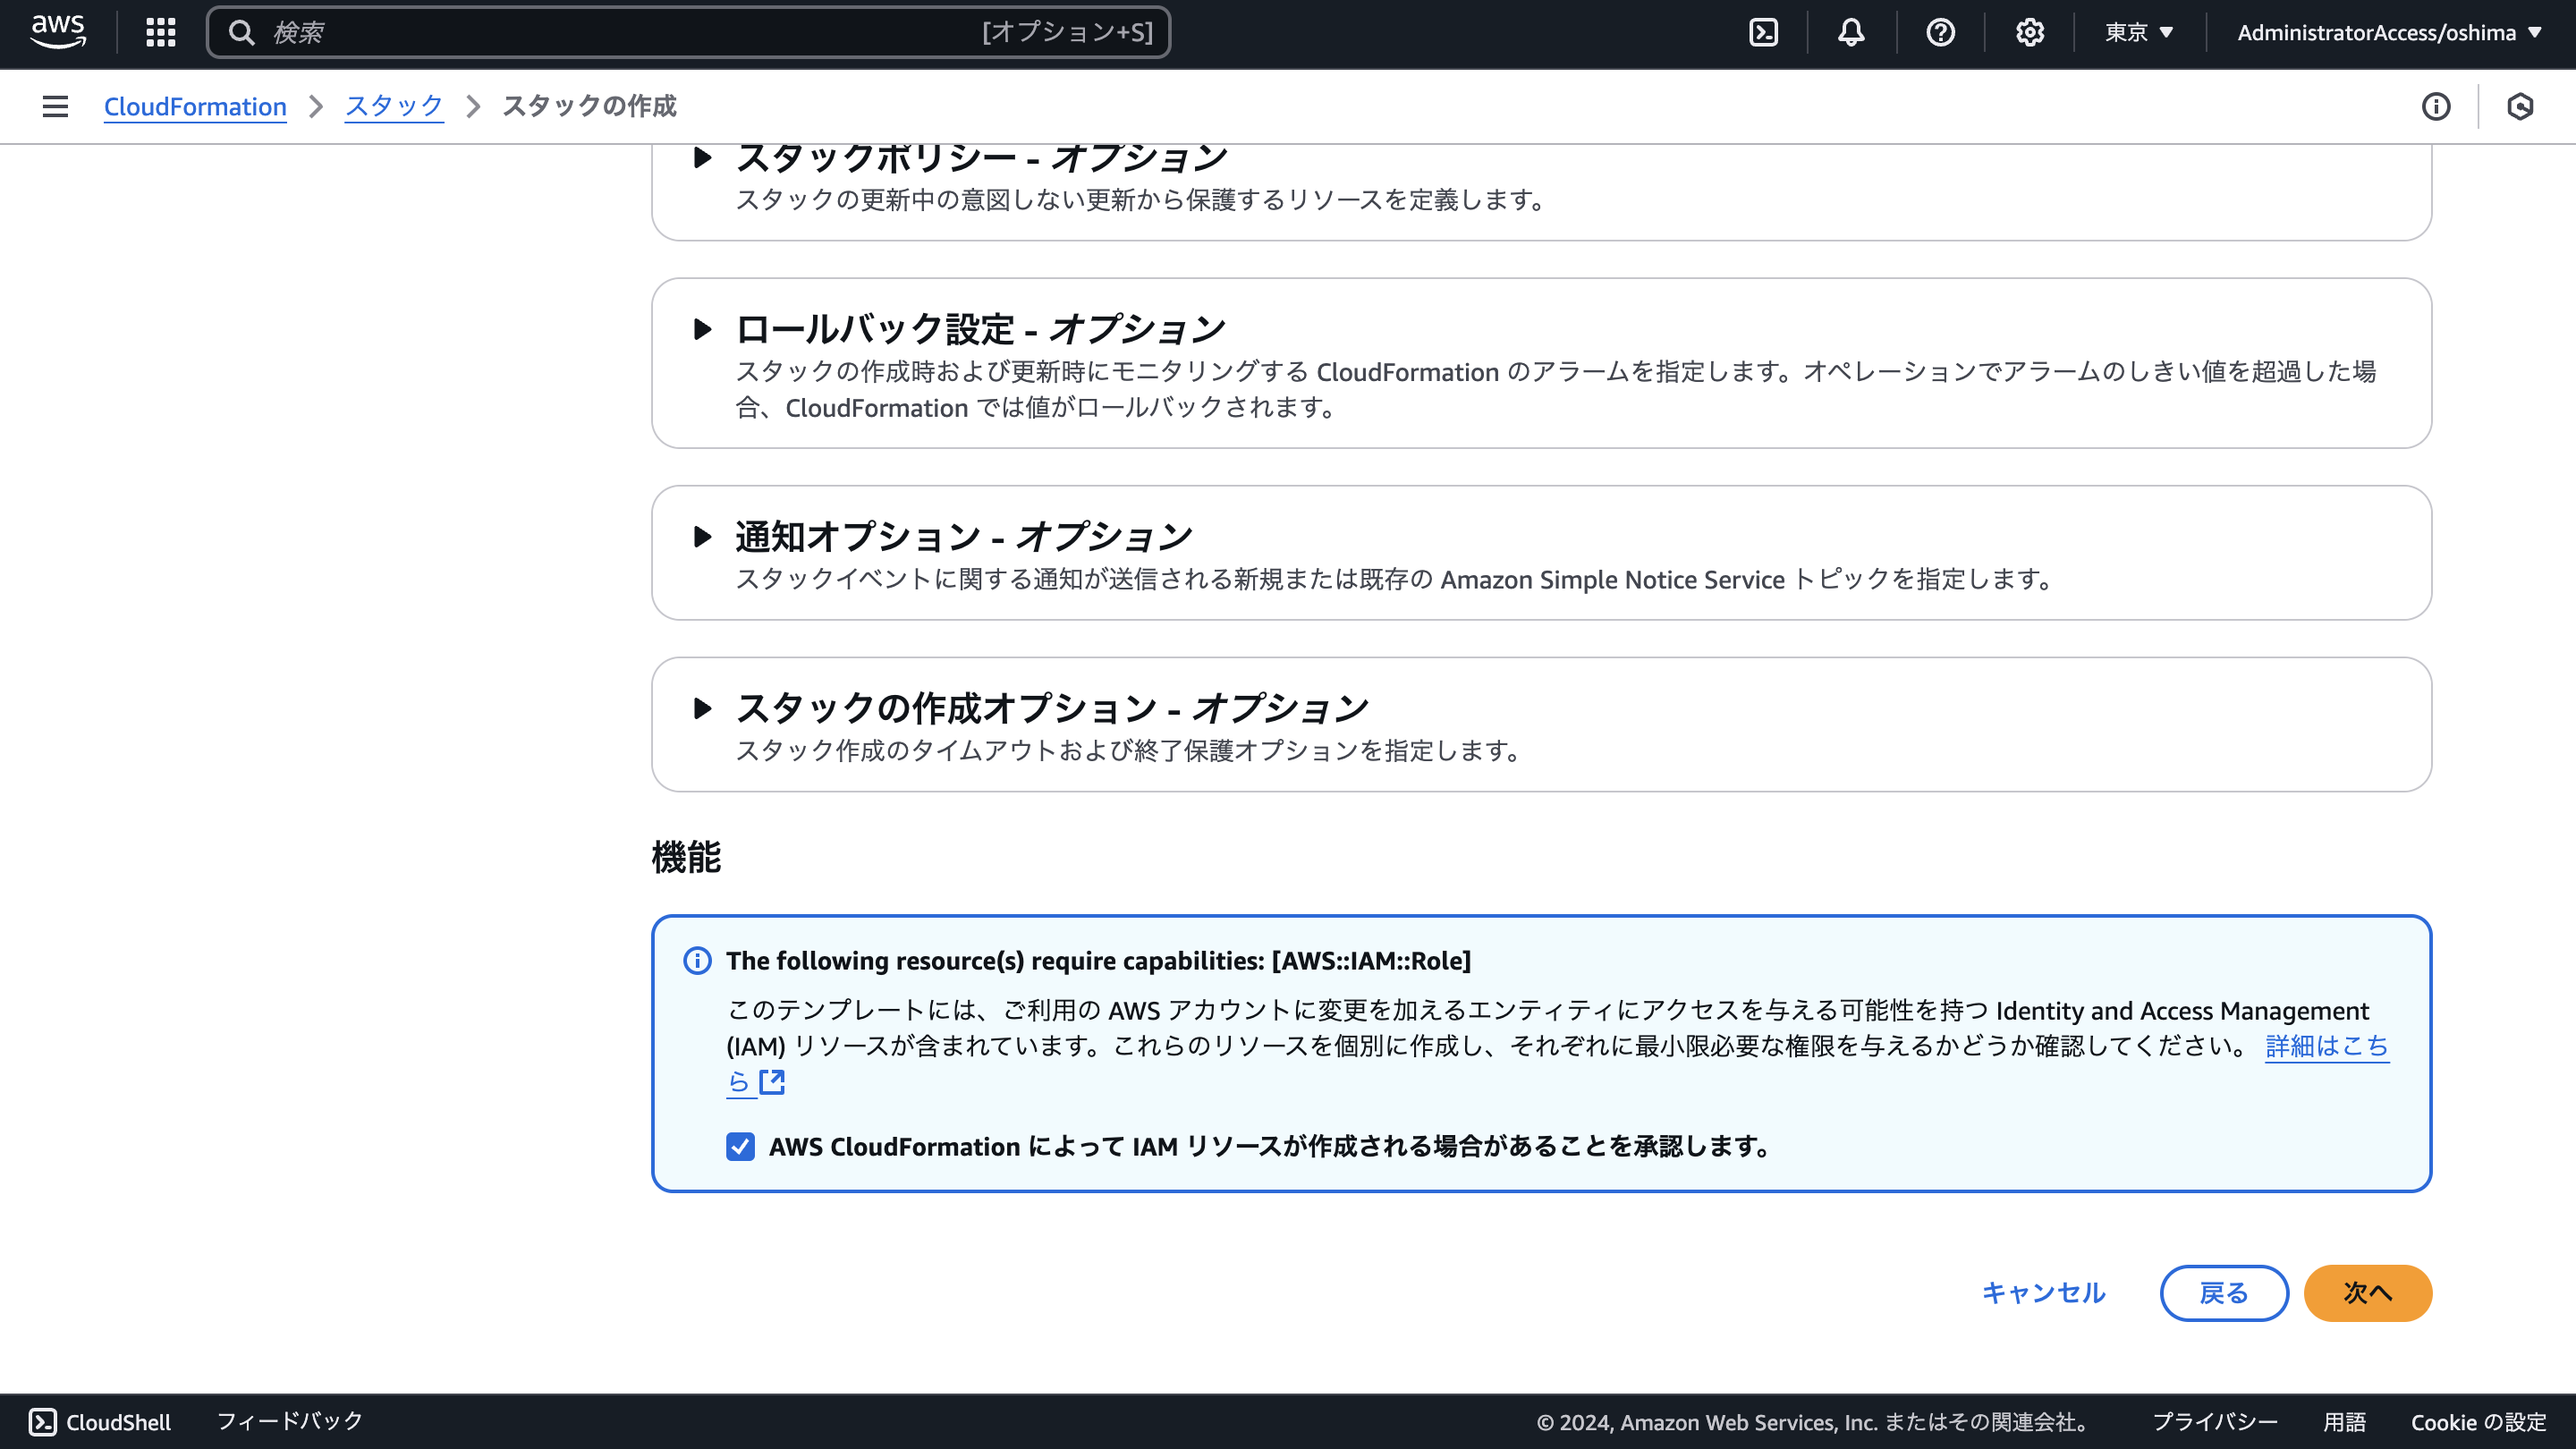 aws
検索
[オプション+S]
東京
AdministratorAccess/oshima
CloudFormation
スタック
スタックの作成
スタックポリシー - オプション
スタックの更新中の意図しない更新から保護するリソースを定義します。
ロールバック設定 - オプション
スタックの作成時および更新時にモニタリングする CloudFormation のアラームを指定します。オペレーションでアラームのしきい値を超過した場
合、CloudFormation では値がロールバックされます。
通知オプション - オプション
スタックイベントに関する通知が送信される新規または既存の Amazon Simple Notice Service トピックを指定します。
スタックの作成オプション - オプション
スタック作成のタイムアウトおよび終了保護オプションを指定します。
機能
The following resource(s) require capabilities: [AWS::IAM::Role]
このテンプレートには、ご利用の AWS アカウントに変更を加えるエンティティにアクセスを与える可能性を持つ Identity and Access Management
(IAM) リソースが含まれています。これらのリソースを個別に作成し、それぞれに最小限必要な権限を与えるかどうか確認してください。 詳細はこち
ら
AWS CloudFormation によって IAM リソースが作成される場合があることを承認します。
キャンセル
戻る
次へ
CloudShell
フィードバック
© 2024, Amazon Web Services, Inc. またはその関連会社。
プライバシー
用語
Cookie の設定